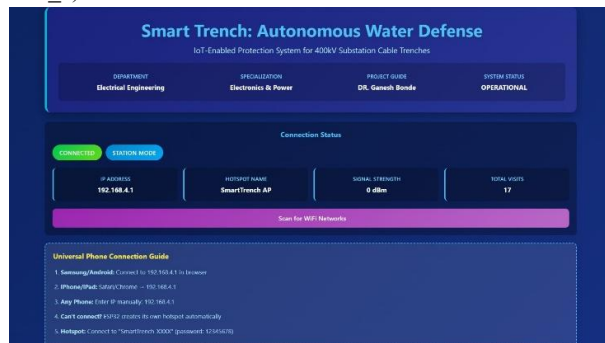 Smart Trench: Autonomous Water Defense
IoT-Enabled Protection System for 400kV Substation Cable Trenches
DEPARTMENT
Electrical Engineering
SPECIALIZATION
Electronics & Power
PROJECT GUIDE
DR. Ganesh Bonde
SYSTEM STATUS
OPERATIONAL
Connection Status
CONNECTED
STATION MODE
IP ADDRESS
192.168.4.1
HOTSPOT NAME
SmartTrench AP
SIGNAL STRENGTH
0 dBm
TOTAL VISITS
17
Scan for WiFi Networks
Universal Phone Connection Guide
1. Samsung/Android: Connect to 192.168.4.1 in browser
2. iPhone/iPad: Safari/Chrome → 192.168.4.1
3. Any Phone: Enter IP manually: 192.168.4.1
4. Can't connect? ESP32 creates its own hotspot automatically
5. Hotspot: Connect to "SmartTrench XXXX" (password: 12345678)